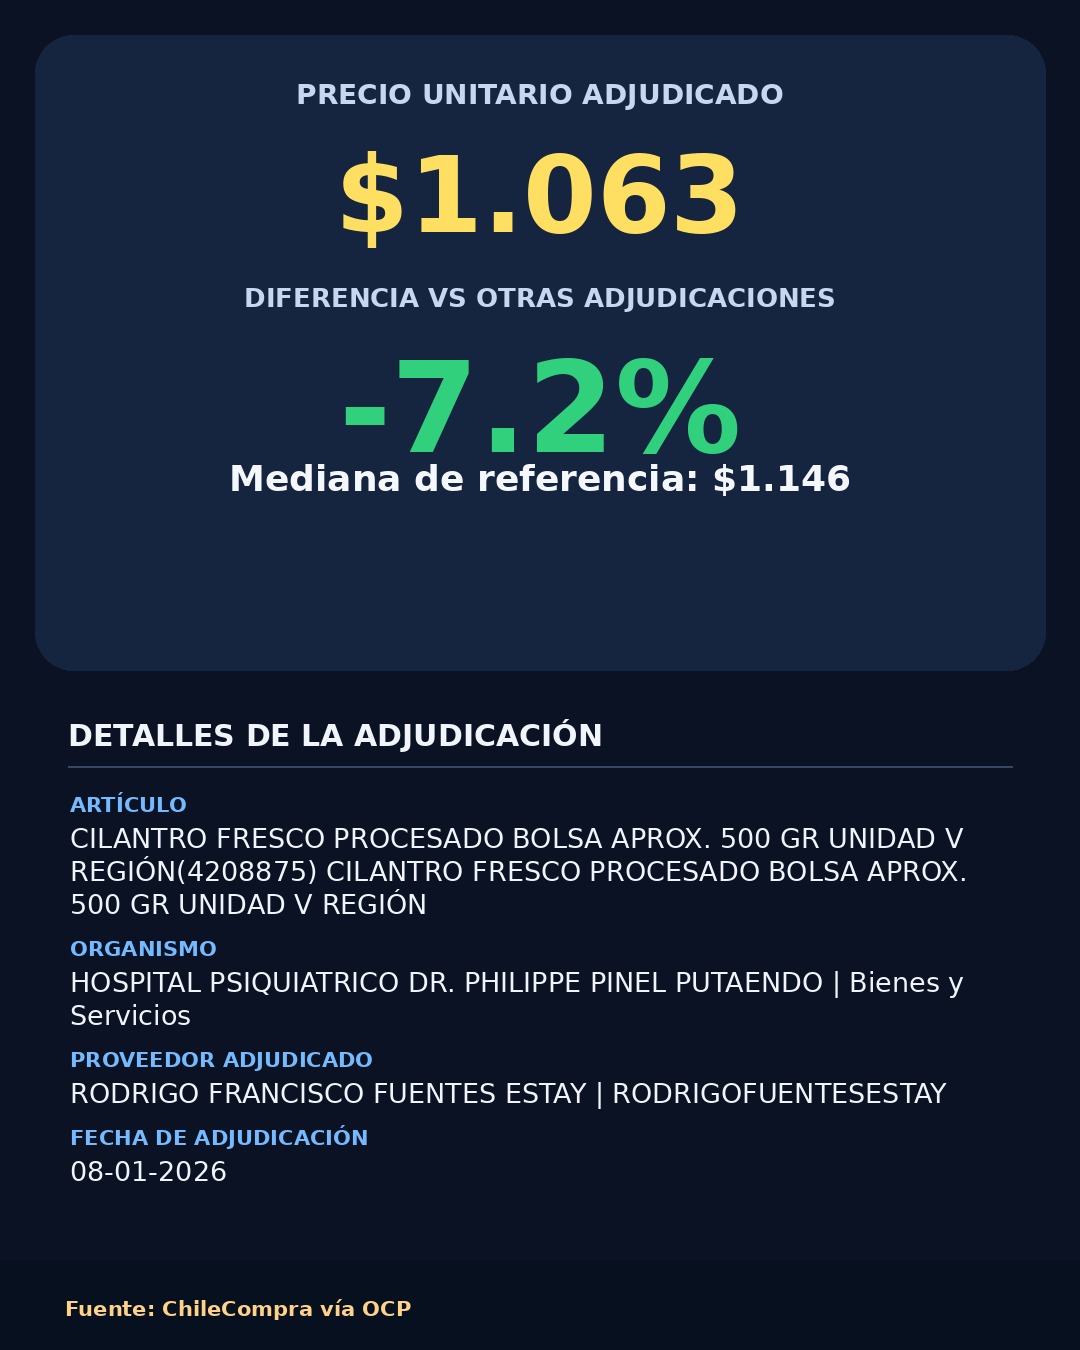 PRECIO UNITARIO ADJUDICADO
$1.063
DIFERENCIA VS OTRAS ADJUDICACIONES
-7.2%
Mediana de referencia: $1.146
DETALLES DE LA ADJUDICACIÓN
ARTÍCULO
CILANTRO FRESCO PROCESADO BOLSA APROX. 500 GR UNIDAD V
REGIÓN(4208875) CILANTRO FRESCO PROCESADO BOLSA APROX.
500 GR UNIDAD V REGIÓN
ORGANISMO
HOSPITAL PSIQUIATRICO DR. PHILIPPE PINEL PUTAENDO | Bienes y
Servicios
PROVEEDOR ADJUDICADO
RODRIGO FRANCISCO FUENTES ESTAY | RODRIGOFUENTESESTAY
FECHA DE ADJUDICACIÓN
08-01-2026
Fuente: ChileCompra vía OCP